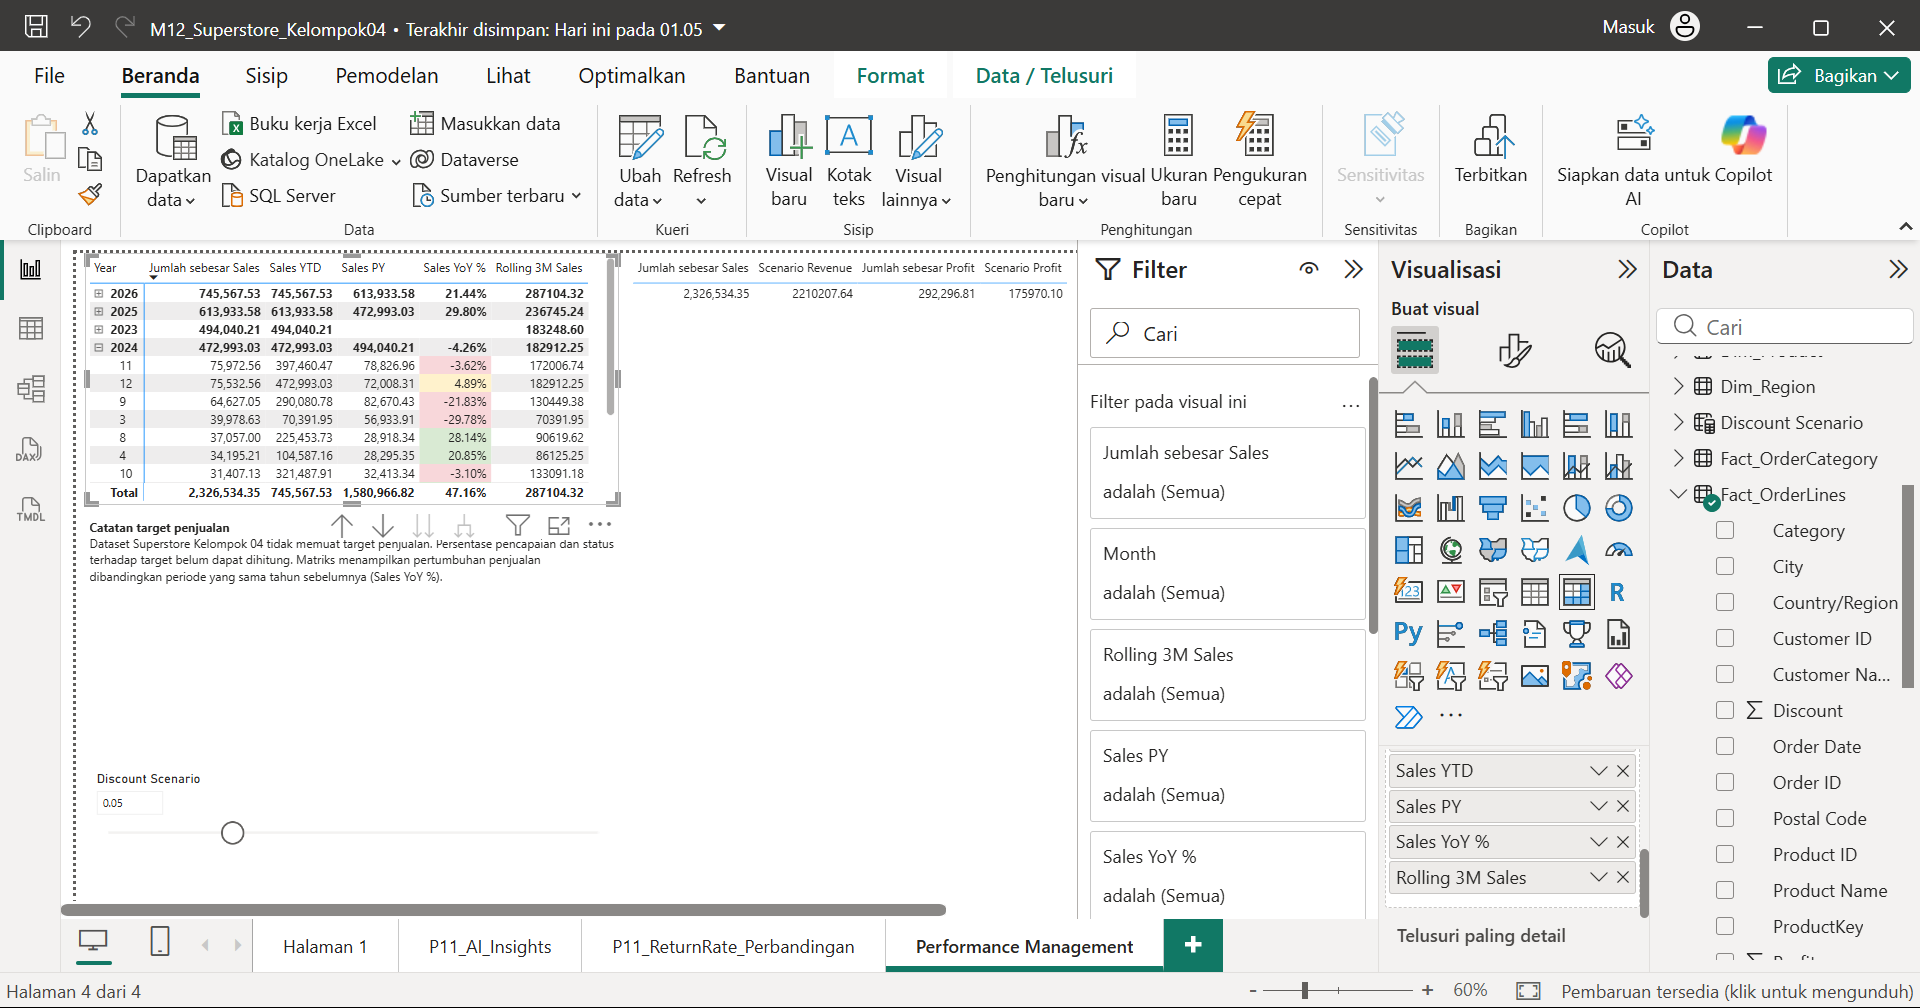 M12_Superstore_Kelompok04 • Terakhir disimpan: Hari ini pada 01.05
Masuk
File
Beranda
Sisip
Pemodelan
Lihat
Optimalkan
Bantuan
Format
Data / Telusuri
Bagikan
Salin
Clipboard
Dapatkan data
Buku kerja Excel
Katalog OneLake
SQL Server
Masukkan data
Dataverse
Sumber terbaru
Data
Ubah data
Refresh
Kueri
Visual baru
Kotak teks
Visual lainnya
Sisip
Penghitungan visual baru
Ukuran baru
Pengukuran cepat
Penghitungan
Sensitivitas
Sensitivitas
Terbitkan
Bagikan
Siapkan data untuk AI
Copilot
Copilot
DAX
TMDL
Year Jumlah sebesar Sales Sales YTD Sales PY Sales YoY % Rolling 3M Sales
2026 745,567.53 745,567.53 613,933.58 21.44% 287104.32
2025 613,933.58 613,933.58 472,993.03 29.80% 236745.24
2023 494,040.21 494,040.21 183248.60
2024 472,993.03 472,993.03 494,040.21 -4.26% 182912.25
11 75,972.56 397,460.47 78,826.96 -3.62% 172006.74
12 75,532.56 472,993.03 72,008.31 4.89% 182912.25
9 64,627.05 290,080.78 82,670.43 -21.83% 130449.38
3 39,978.63 70,391.95 56,933.91 -29.78% 70391.95
8 37,057.00 225,453.73 28,918.34 28.14% 90619.62
4 34,195.21 104,587.16 28,295.35 20.85% 86125.25
10 31,407.13 321,487.91 32,413.34 -3.10% 133091.18
Total 2,326,534.35 745,567.53 1,580,966.82 47.16% 287104.32
Jumlah sebesar Sales Scenario Revenue Jumlah sebesar Profit Scenario Profit
2,326,534.35 2210207.64 292,296.81 175970.10
Catatan target penjualan
Dataset Superstore Kelompok 04 tidak memuat target penjualan. Persentase pencapaian dan status
terhadap target belum dapat dihitung. Matriks menampilkan pertumbuhan penjualan
dibandingkan periode yang sama tahun sebelumnya (Sales YoY %).
Discount Scenario
0.05
Filter
Cari
Filter pada visual ini
Jumlah sebesar Sales
adalah (Semua)
Month
adalah (Semua)
Rolling 3M Sales
adalah (Semua)
Sales PY
adalah (Semua)
Sales YoY %
adalah (Semua)
Visualisasi
Buat visual
123
R
Py
Sales YTD
Sales PY
Sales YoY %
Rolling 3M Sales
Telusuri paling detail
Data
Cari
Dim_Product
Dim_Region
Discount Scenario
Fact_OrderCategory
Fact_OrderLines
Category
City
Country/Region
Customer ID
Customer Na...
Discount
Order Date
Order ID
Postal Code
Product ID
Product Name
ProductKey
Profit
Halaman 1
P11_AI_Insights
P11_ReturnRate_Perbandingan
Performance Management
Halaman 4 dari 4
60%
Pembaruan tersedia (klik untuk mengunduh)